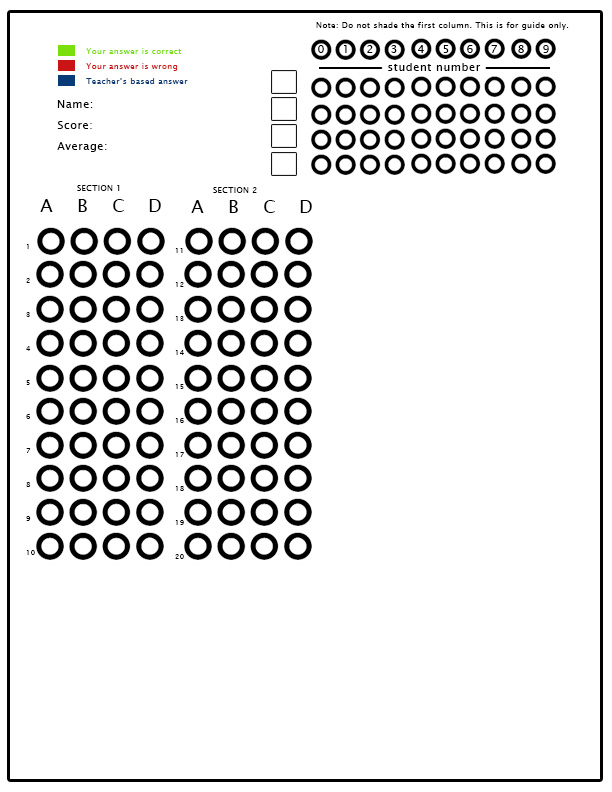 Note: Do not shade the first column. This is for guide only.
0 1 2 3 4 5 6 7 8 9
student number
Your answer is correct
Your answer is wrong
Teacher's based answer
Name:
Score:
Average:
SECTION 1
A B C D
1
2
3
4
5
6
7
8
9
10
SECTION 2
A B C D
11
12
13
14
15
16
17
18
19
20